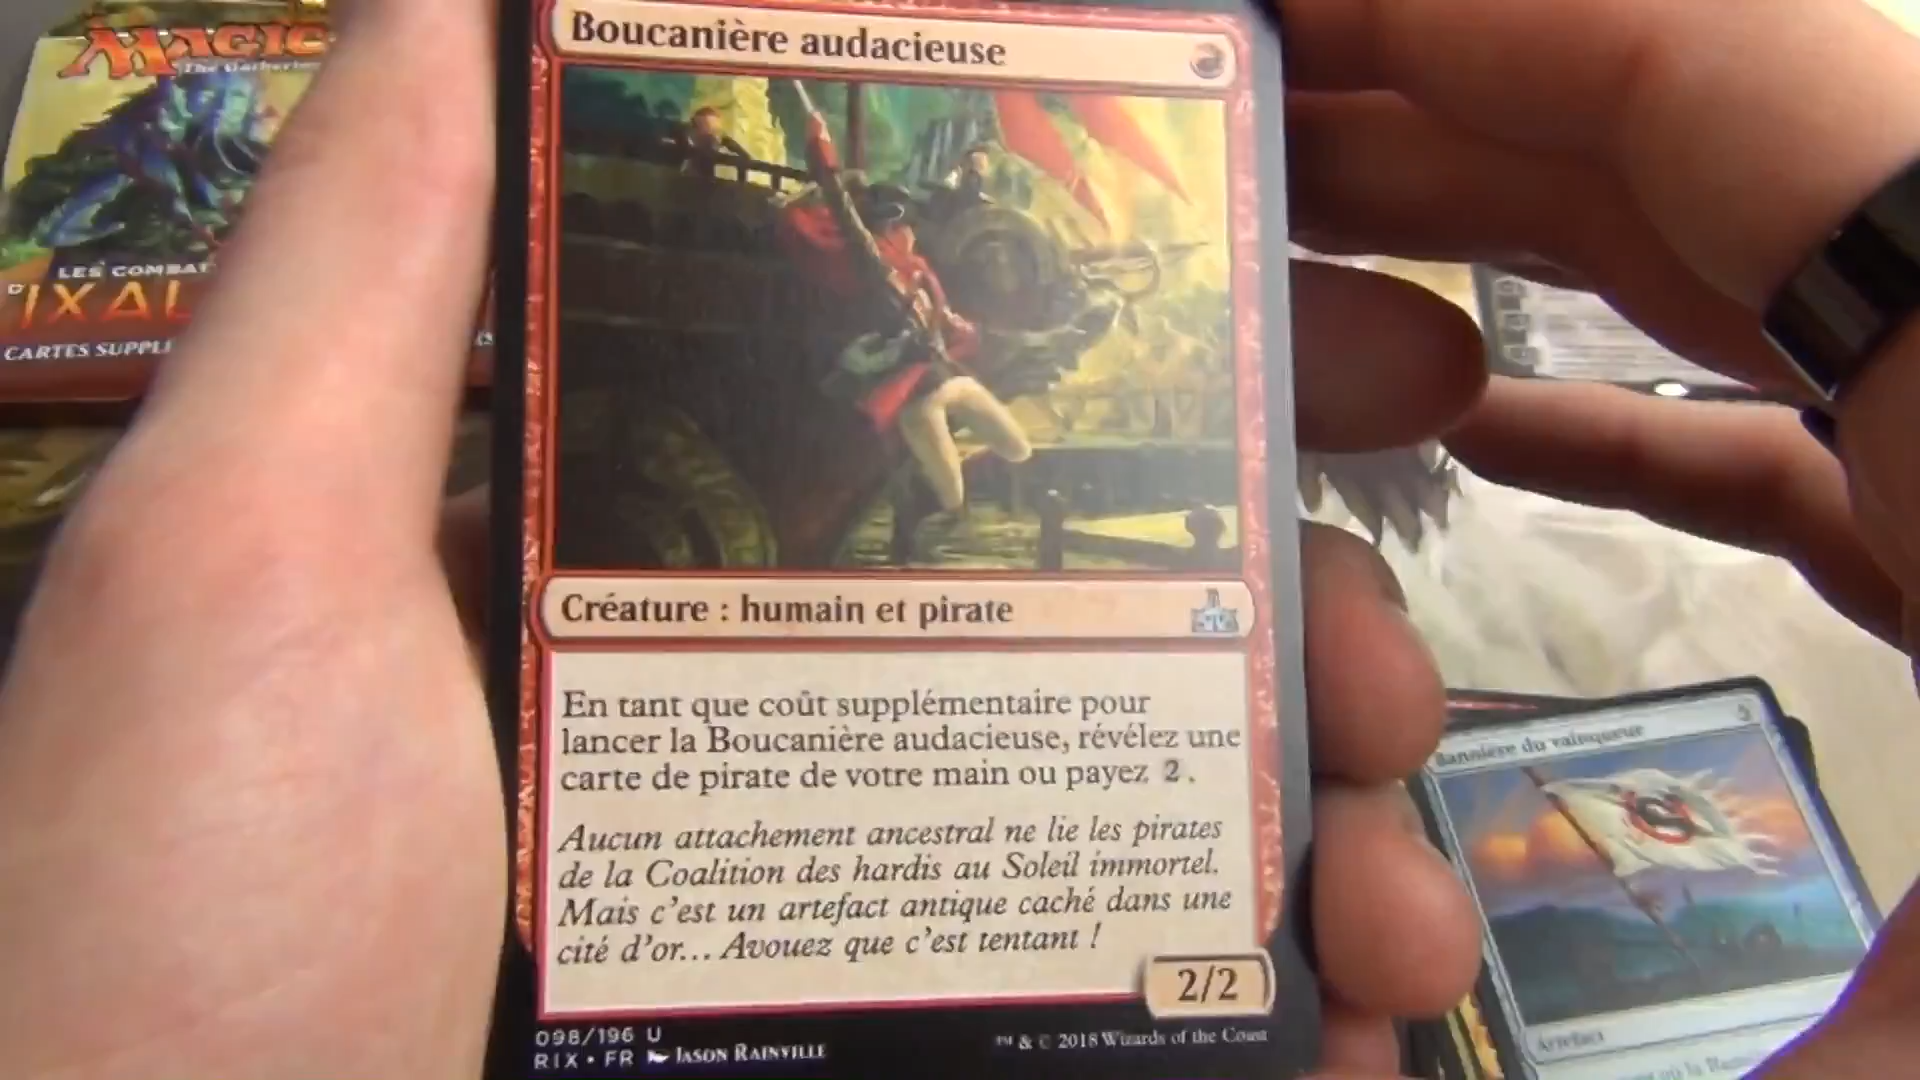 Boucanière audacieuse
MAGIC
The Gathering
LES COMBAT
D'IXAL
CARTES SUPPLÉ
Créature : humain et pirate
En tant que coût supplémentaire pour
lancer la Boucanière audacieuse, révélez une
carte de pirate de votre main ou payez 2.
Aucun attachement ancestral ne lie les pirates
de la Coalition des hardis au Soleil immortel.
Mais c'est un artefact antique caché dans une
cité d'or... Avouez que c'est tentant !
2/2
098/196 U
RIX • FR JASON RAINVILLE
™ & © 2018 Wizards of the Coast
Bannière du vainqueur
Artefact